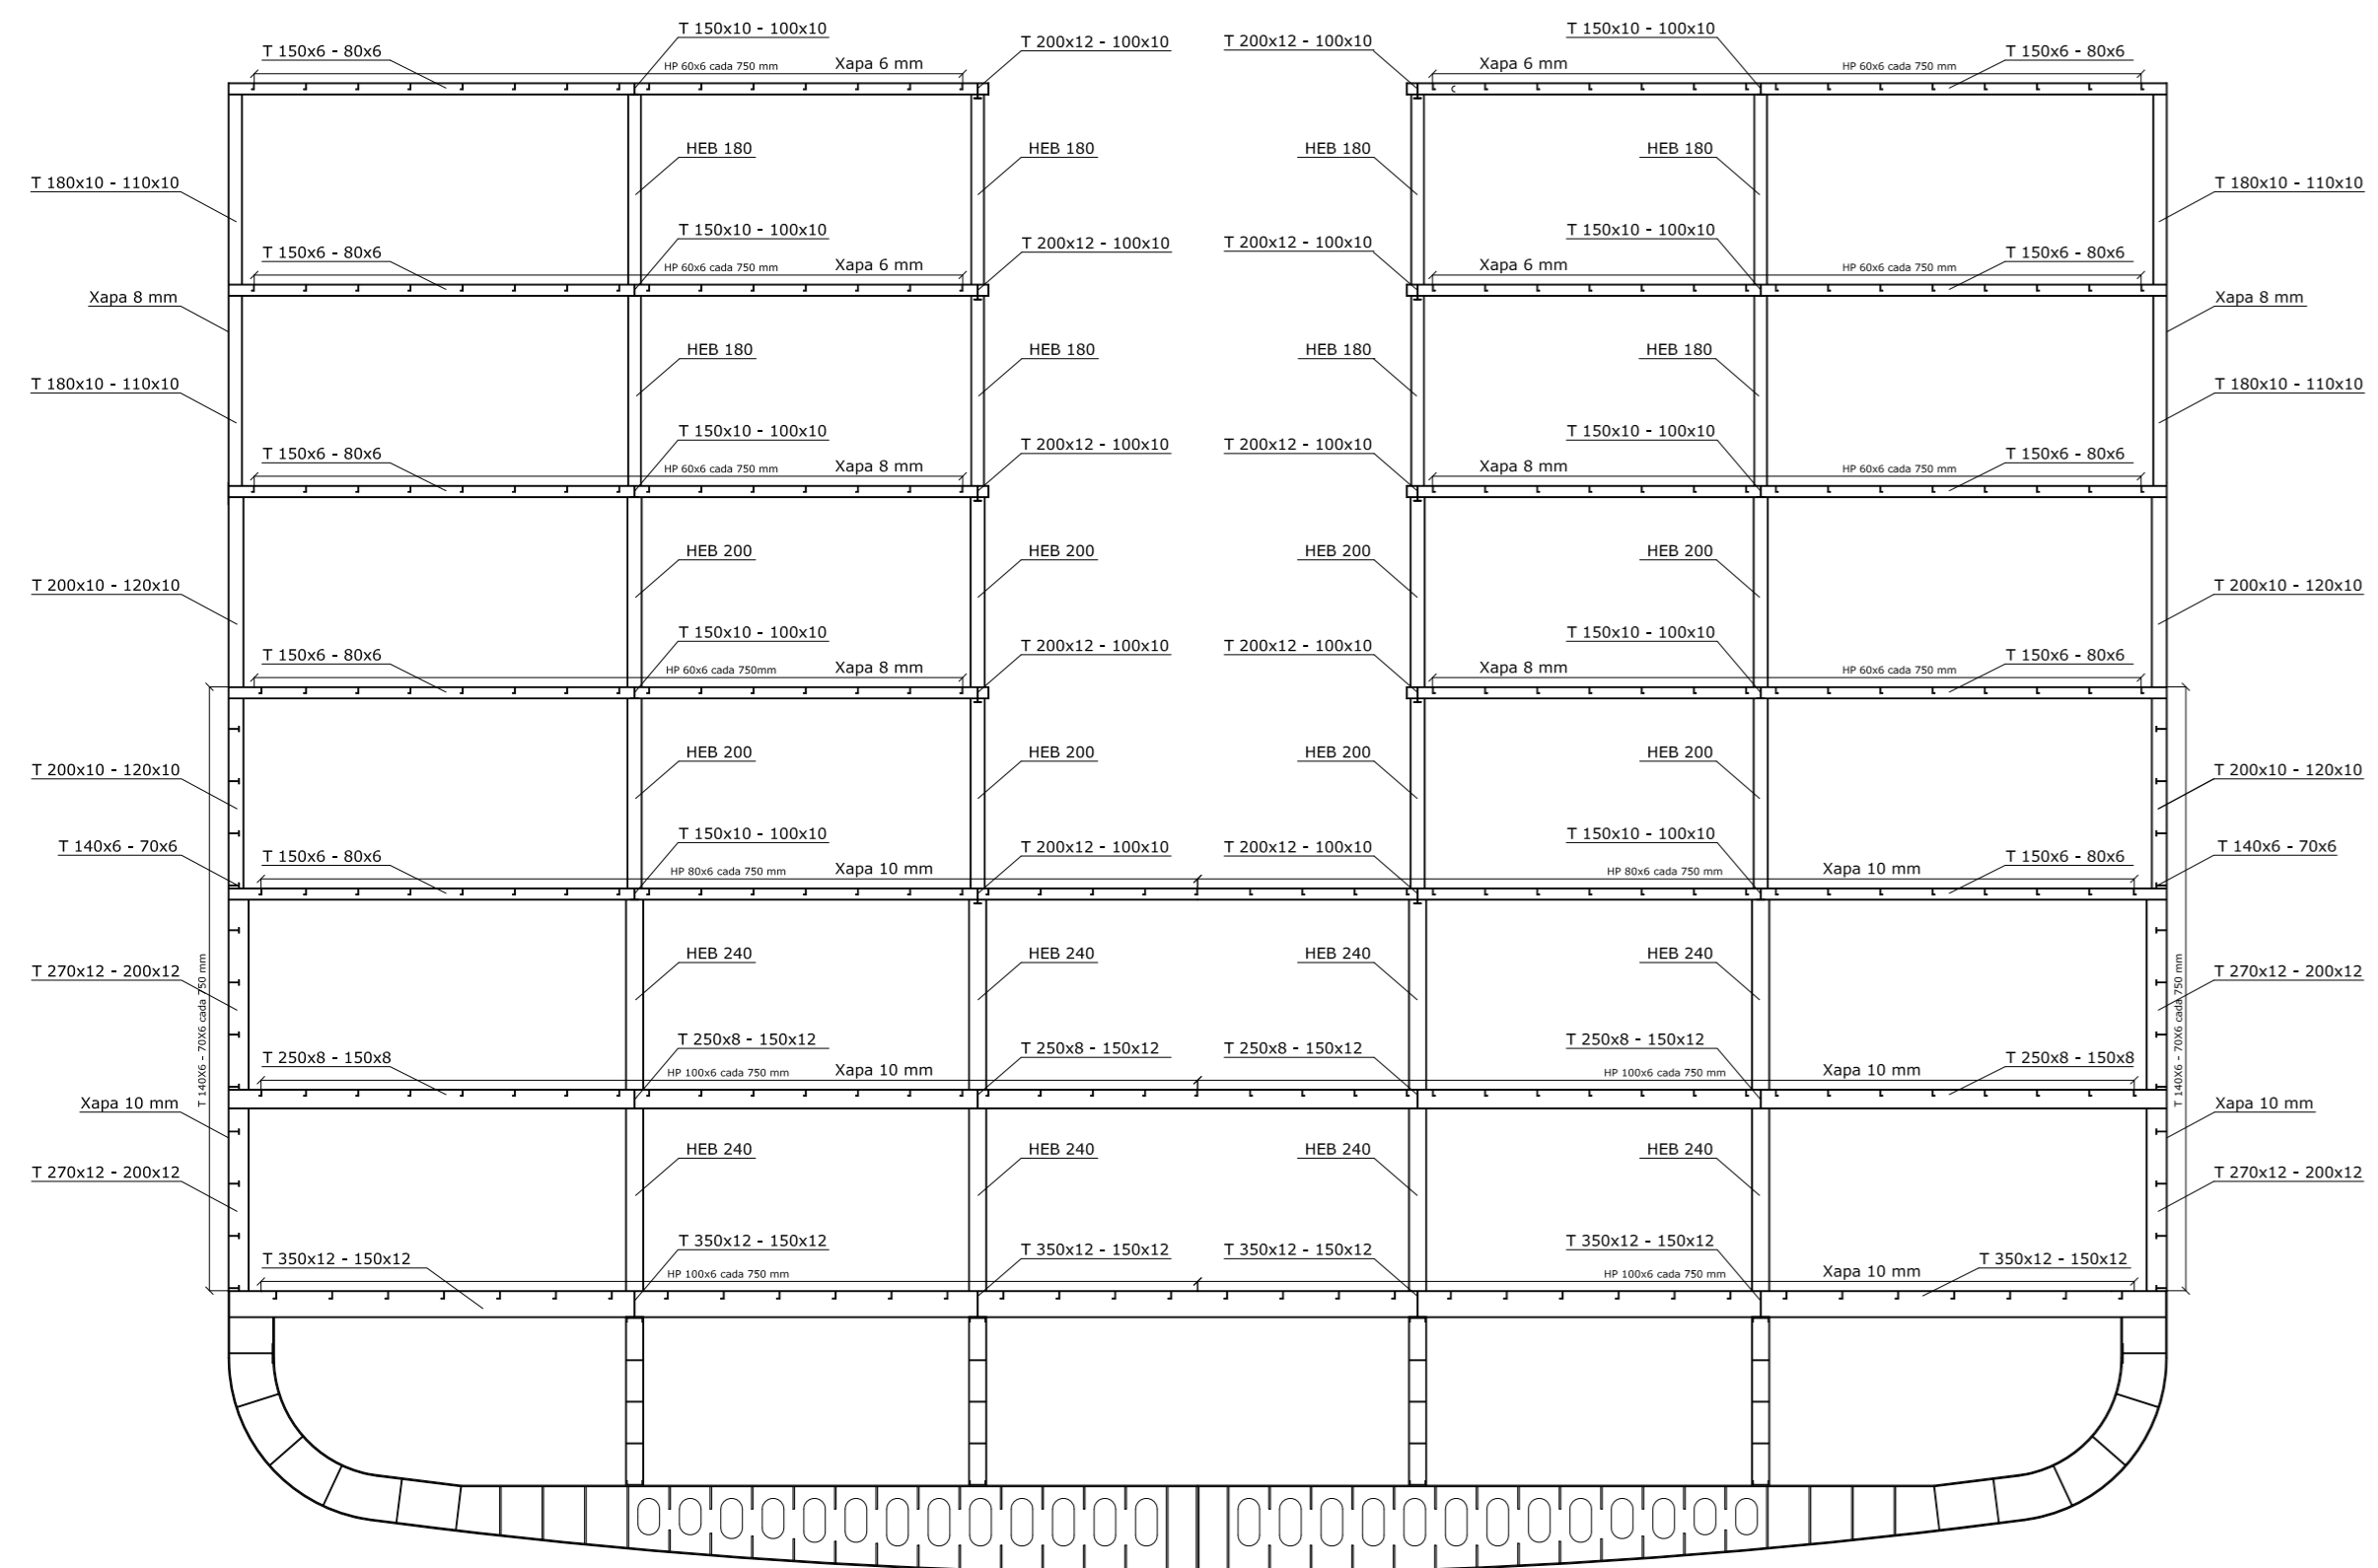 T 150x10 - 100x10
T 150x10 - 100x10
T 200x12 - 100x10
T 200x12 - 100x10
T 150x6 - 80x6
T 150x6 - 80x6
HP 60x6 cada 750 mm
Xapa 6 mm
Xapa 6 mm
HP 60x6 cada 750 mm
HEB 180
HEB 180
HEB 180
HEB 180
T 180x10 - 110x10
T 180x10 - 110x10
T 150x10 - 100x10
T 150x10 - 100x10
T 200x12 - 100x10
T 200x12 - 100x10
T 150x6 - 80x6
T 150x6 - 80x6
HP 60x6 cada 750 mm
Xapa 6 mm
Xapa 6 mm
HP 60x6 cada 750 mm
Xapa 8 mm
Xapa 8 mm
HEB 180
HEB 180
HEB 180
HEB 180
T 180x10 - 110x10
T 180x10 - 110x10
T 150x10 - 100x10
T 150x10 - 100x10
T 200x12 - 100x10
T 200x12 - 100x10
T 150x6 - 80x6
T 150x6 - 80x6
HP 60x6 cada 750 mm
Xapa 8 mm
Xapa 8 mm
HP 60x6 cada 750 mm
HEB 200
HEB 200
HEB 200
HEB 200
T 200x10 - 120x10
T 200x10 - 120x10
T 150x10 - 100x10
T 150x10 - 100x10
T 200x12 - 100x10
T 200x12 - 100x10
T 150x6 - 80x6
T 150x6 - 80x6
HP 60x6 cada 750mm
Xapa 8 mm
Xapa 8 mm
HP 60x6 cada 750 mm
HEB 200
HEB 200
HEB 200
HEB 200
T 200x10 - 120x10
T 200x10 - 120x10
T 150x10 - 100x10
T 150x10 - 100x10
T 140x6 - 70x6
T 200x12 - 100x10
T 200x12 - 100x10
T 140x6 - 70x6
T 150x6 - 80x6
T 150x6 - 80x6
HP 80x6 cada 750 mm
Xapa 10 mm
HP 80x6 cada 750 mm
Xapa 10 mm
HEB 240
HEB 240
HEB 240
HEB 240
T 270x12 - 200x12
T 270x12 - 200x12
T 140X6 - 70X6 cada 750 mm
T 140X6 - 70X6 cada 750 mm
T 250x8 - 150x12
T 250x8 - 150x12
T 250x8 - 150x12
T 250x8 - 150x12
T 250x8 - 150x8
T 250x8 - 150x8
HP 100x6 cada 750 mm
Xapa 10 mm
HP 100x6 cada 750 mm
Xapa 10 mm
Xapa 10 mm
Xapa 10 mm
HEB 240
HEB 240
HEB 240
HEB 240
T 270x12 - 200x12
T 270x12 - 200x12
T 350x12 - 150x12
T 350x12 - 150x12
T 350x12 - 150x12
T 350x12 - 150x12
T 350x12 - 150x12
T 350x12 - 150x12
HP 100x6 cada 750 mm
HP 100x6 cada 750 mm
Xapa 10 mm